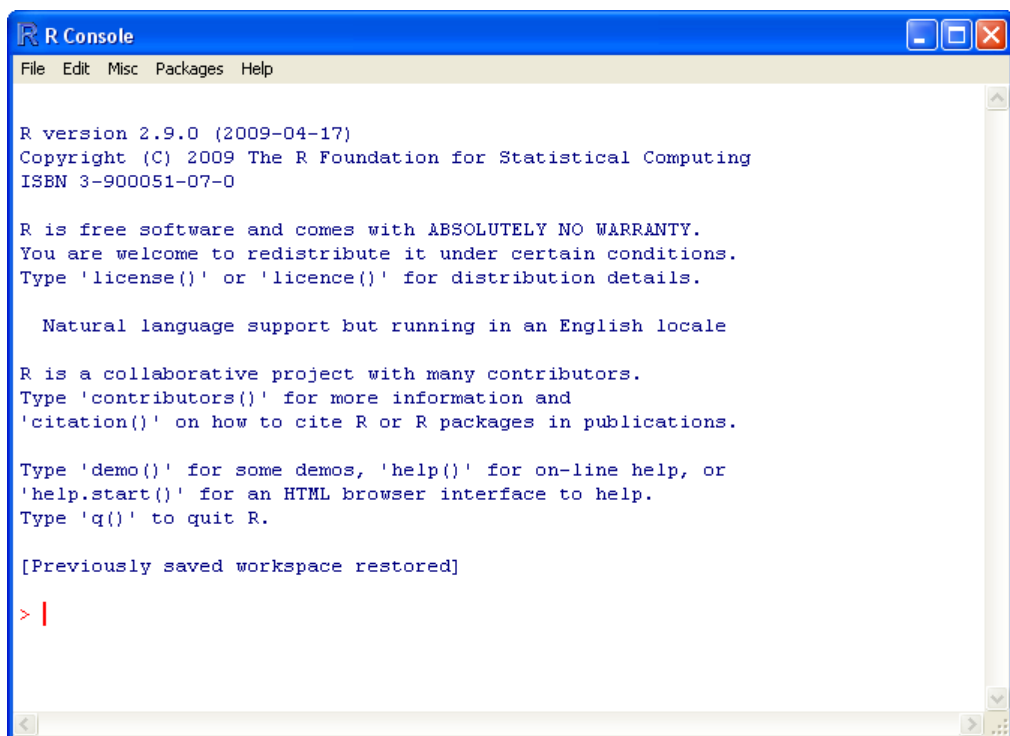 R Console
File Edit Misc Packages Help
R version 2.9.0 (2009-04-17)
Copyright (C) 2009 The R Foundation for Statistical Computing
ISBN 3-900051-07-0
R is free software and comes with ABSOLUTELY NO WARRANTY.
You are welcome to redistribute it under certain conditions.
Type 'license()' or 'licence()' for distribution details.
Natural language support but running in an English locale
R is a collaborative project with many contributors.
Type 'contributors()' for more information and
'citation()' on how to cite R or R packages in publications.
Type 'demo()' for some demos, 'help()' for on-line help, or
'help.start()' for an HTML browser interface to help.
Type 'q()' to quit R.
[Previously saved workspace restored]
>